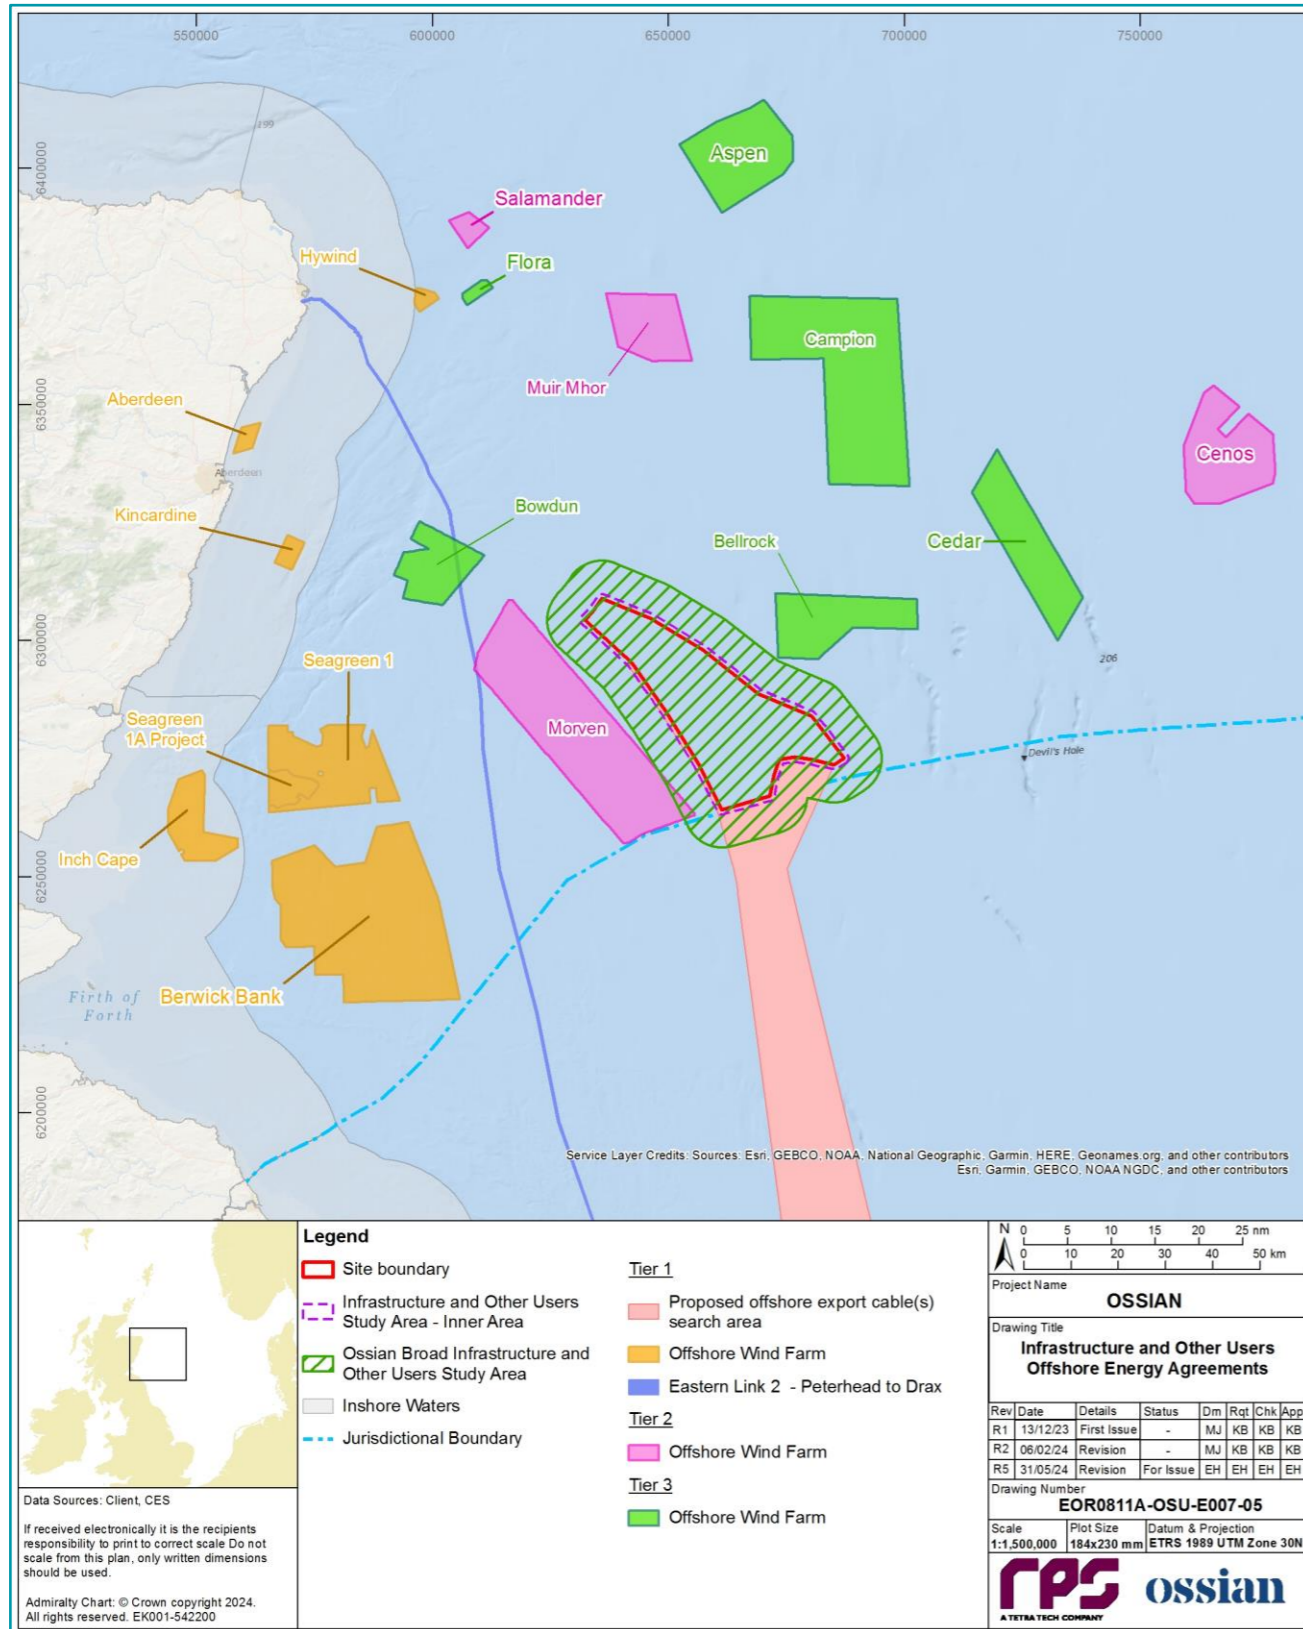 550000
600000
650000
700000
750000
6400000
6350000
6300000
6250000
6200000
199
Aspen
Salamander
Hywind
Flora
Campion
Muir Mhor
Aberdeen
Aberdeen
Cenos
Kincardine
Bowdun
Bellrock
Cedar
206
Seagreen 1
Seagreen
1A Project
Morven
Devil's Hole
Inch Cape
Berwick Bank
Firth of
Forth
Service Layer Credits: Sources: Esri, GEBCO, NOAA, National Geographic, Garmin, HERE, Geonames.org, and other contributors
Esri, Garmin, GEBCO, NOAA NGDC, and other contributors
Data Sources: Client, CES
If received electronically it is the recipients
responsibility to print to correct scale Do not
scale from this plan, only written dimensions
should be used.
Admiralty Chart: © Crown copyright 2024.
All rights reserved. EK001-542200
Legend
Site boundary
Infrastructure and Other Users
Study Area - Inner Area
Ossian Broad Infrastructure and
Other Users Study Area
Inshore Waters
Jurisdictional Boundary
Tier 1
Proposed offshore export cable(s)
search area
Offshore Wind Farm
Eastern Link 2 - Peterhead to Drax
Tier 2
Offshore Wind Farm
Tier 3
Offshore Wind Farm
N
0 5 10 15 20 25 nm
0 10 20 30 40 50 km
Project Name
OSSIAN
Drawing Title
Infrastructure and Other Users
Offshore Energy Agreements
Rev Date Details Status Dm Rqt Chk App
R1 13/12/23 First Issue - MJ KB KB KB
R2 06/02/24 Revision - MJ KB KB KB
R5 31/05/24 Revision For Issue EH EH EH EH
Drawing Number
EOR0811A-OSU-E007-05
Scale Plot Size Datum & Projection
1:1,500,000 184x230 mm ETRS 1989 UTM Zone 30N
rps ossian
A TETRA TECH COMPANY